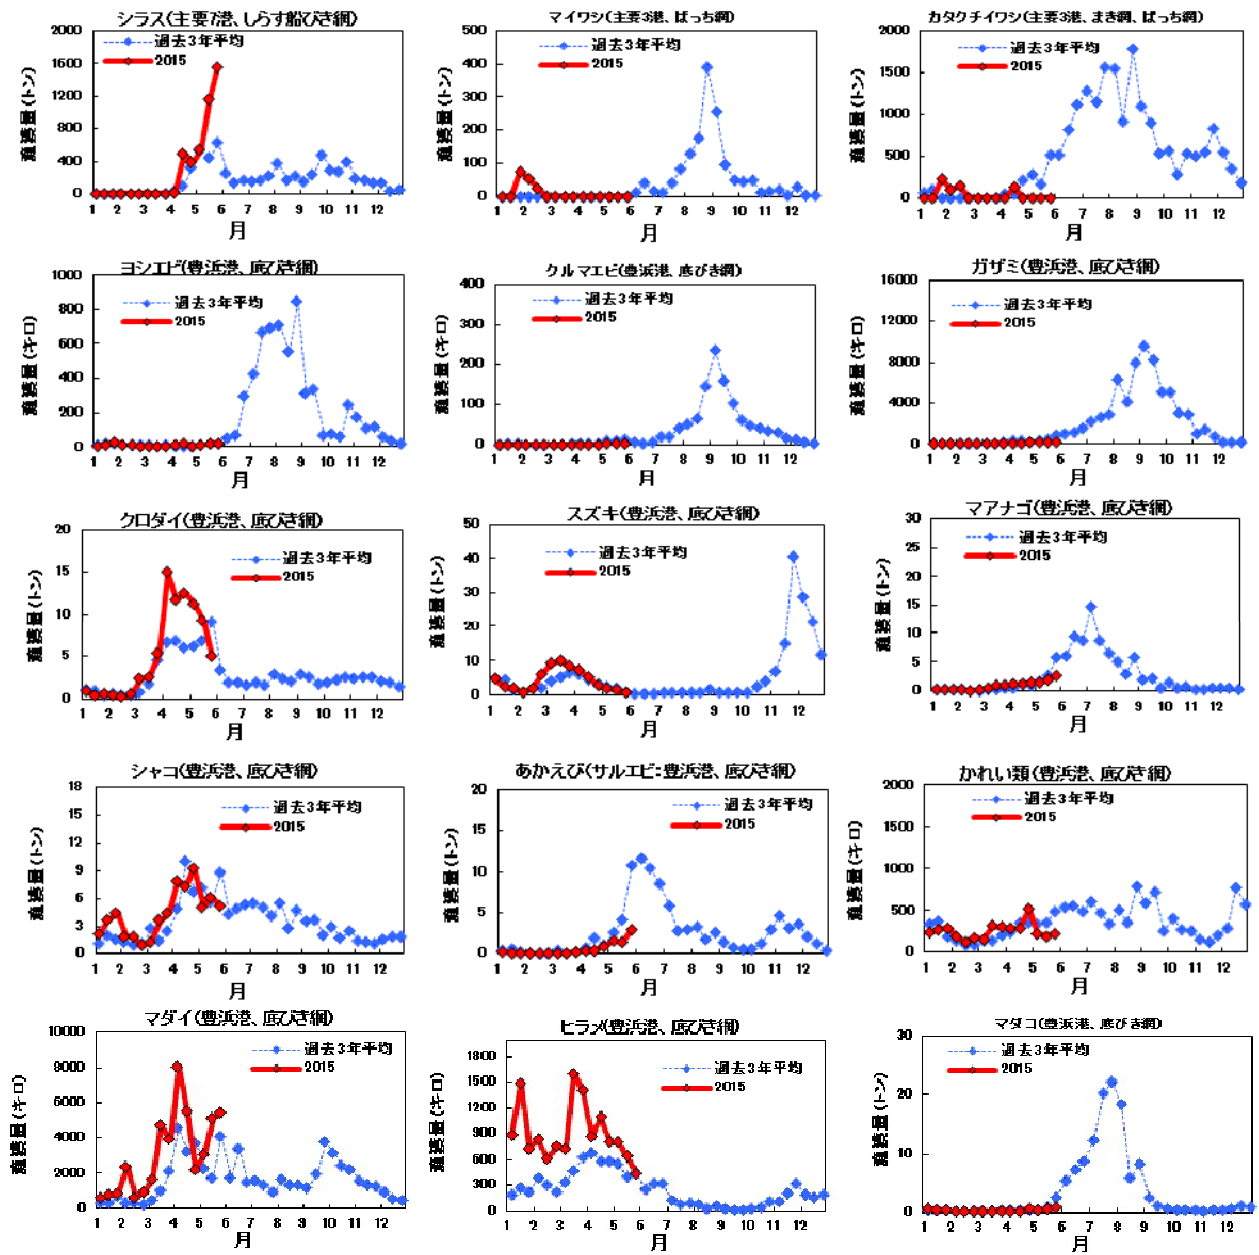 シラス(主要7港、しらす船びき網)
2000
1600
1200
800
400
0
漁獲量(トン)
過去3年平均
2015
1 2 3 4 5 6 7 8 9 10 11 12
月
マイワシ(主要3港、ばっち網)
500
400
300
200
100
0
漁獲量(トン)
過去3年平均
2015
1 2 3 4 5 6 7 8 9 10 11 12
月
カタクチイワシ(主要3港、まき網、ばっち網)
2000
1500
1000
500
0
漁獲量(トン)
過去3年平均
2015
1 2 3 4 5 6 7 8 9 10 11 12
月
ヨシエビ(豊浜港、底びき網)
1000
800
600
400
200
0
漁獲量(キロ)
過去3年平均
2015
1 2 3 4 5 6 7 8 9 10 11 12
月
クルマエビ(豊浜港、底びき網)
400
300
200
100
0
漁獲量(キロ)
過去3年平均
2015
1 2 3 4 5 6 7 8 9 10 11 12
月
ガザミ(豊浜港、底びき網)
16000
12000
8000
4000
0
漁獲量(キロ)
過去3年平均
2015
1 2 3 4 5 6 7 8 9 10 11 12
月
クロダイ(豊浜港、底びき網)
20
15
10
5
0
漁獲量(トン)
過去3年平均
2015
1 2 3 4 5 6 7 8 9 10 11 12
月
スズキ(豊浜港、底びき網)
50
40
30
20
10
0
漁獲量(トン)
過去3年平均
2015
1 2 3 4 5 6 7 8 9 10 11 12
月
マアナゴ(豊浜港、底びき網)
30
25
20
15
10
5
0
漁獲量(トン)
過去3年平均
2015
1 2 3 4 5 6 7 8 9 10 11 12
月
シャコ(豊浜港、底びき網)
18
15
12
9
6
3
0
漁獲量(トン)
過去3年平均
2015
1 2 3 4 5 6 7 8 9 10 11 12
月
あかえび(サルエビ:豊浜港、底びき網)
20
15
10
5
0
漁獲量(トン)
過去3年平均
2015
1 2 3 4 5 6 7 8 9 10 11 12
月
かれい類(豊浜港、底びき網)
2000
1500
1000
500
0
漁獲量(キロ)
過去3年平均
2015
1 2 3 4 5 6 7 8 9 10 11 12
月
マダイ(豊浜港、底びき網)
10000
8000
6000
4000
2000
0
漁獲量(キロ)
過去3年平均
2015
1 2 3 4 5 6 7 8 9 10 11 12
月
ヒラメ(豊浜港、底びき網)
1800
1500
1200
900
600
300
0
漁獲量(キロ)
過去3年平均
2015
1 2 3 4 5 6 7 8 9 10 11 12
月
マダコ(豊浜港、底びき網)
30
20
10
0
漁獲量(トン)
過去3年平均
2015
1 2 3 4 5 6 7 8 9 10 11 12
月